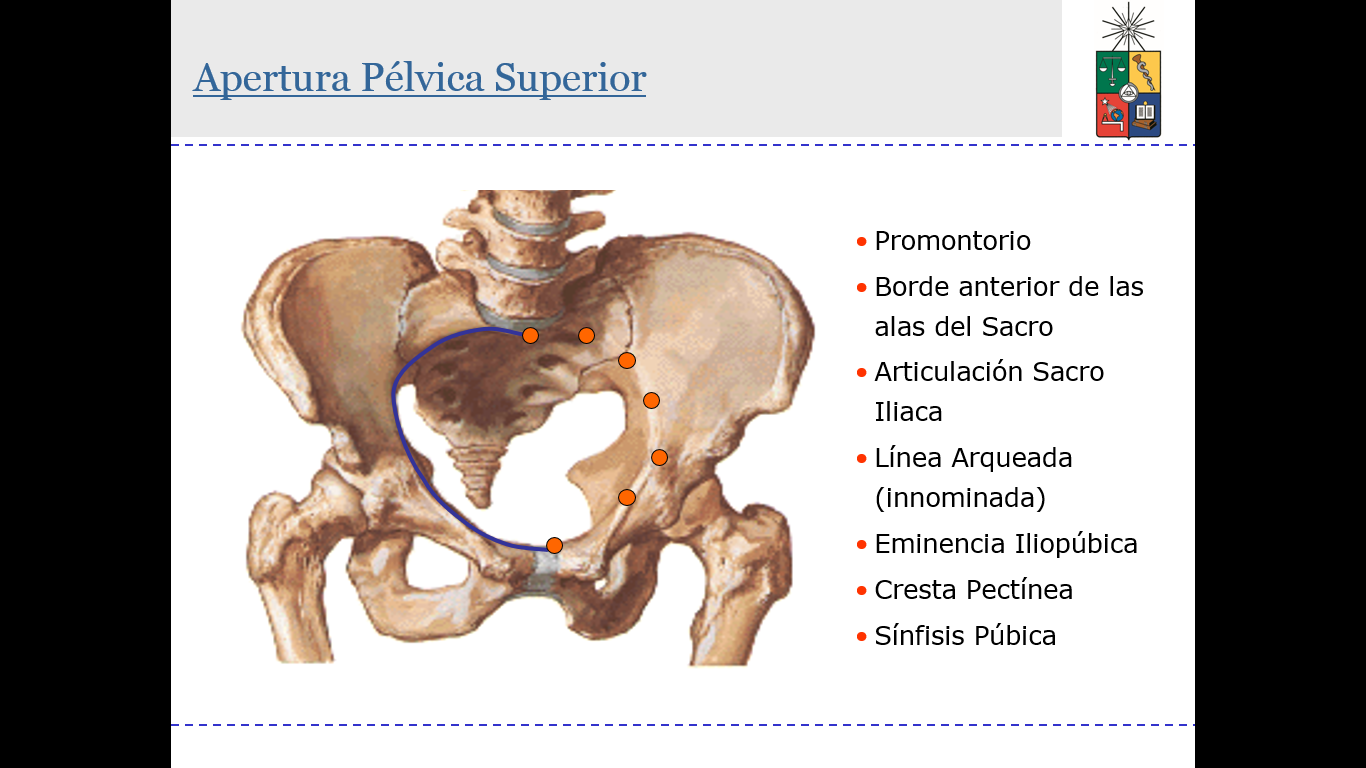 Apertura Pélvica Superior
• Promontorio
• Borde anterior de las
alas del Sacro
• Articulación Sacro
Iliaca
• Línea Arqueada
(innominada)
• Eminencia Iliopúbica
• Cresta Pectínea
• Sínfisis Púbica